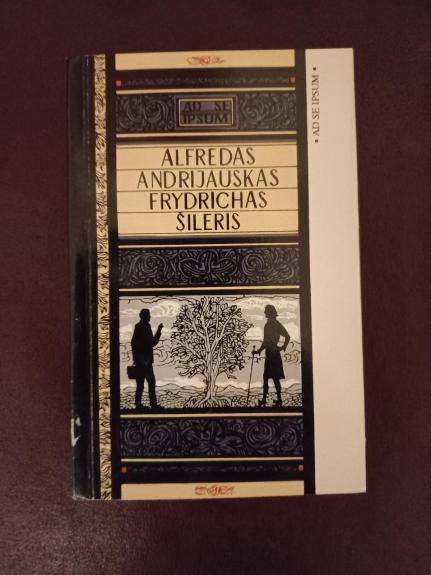 AD SE
IPSUM
ALFREDAS
ANDRIJAUSKAS
FRYDRICHAS
ŠILERIS
• AD SE IPSUM •